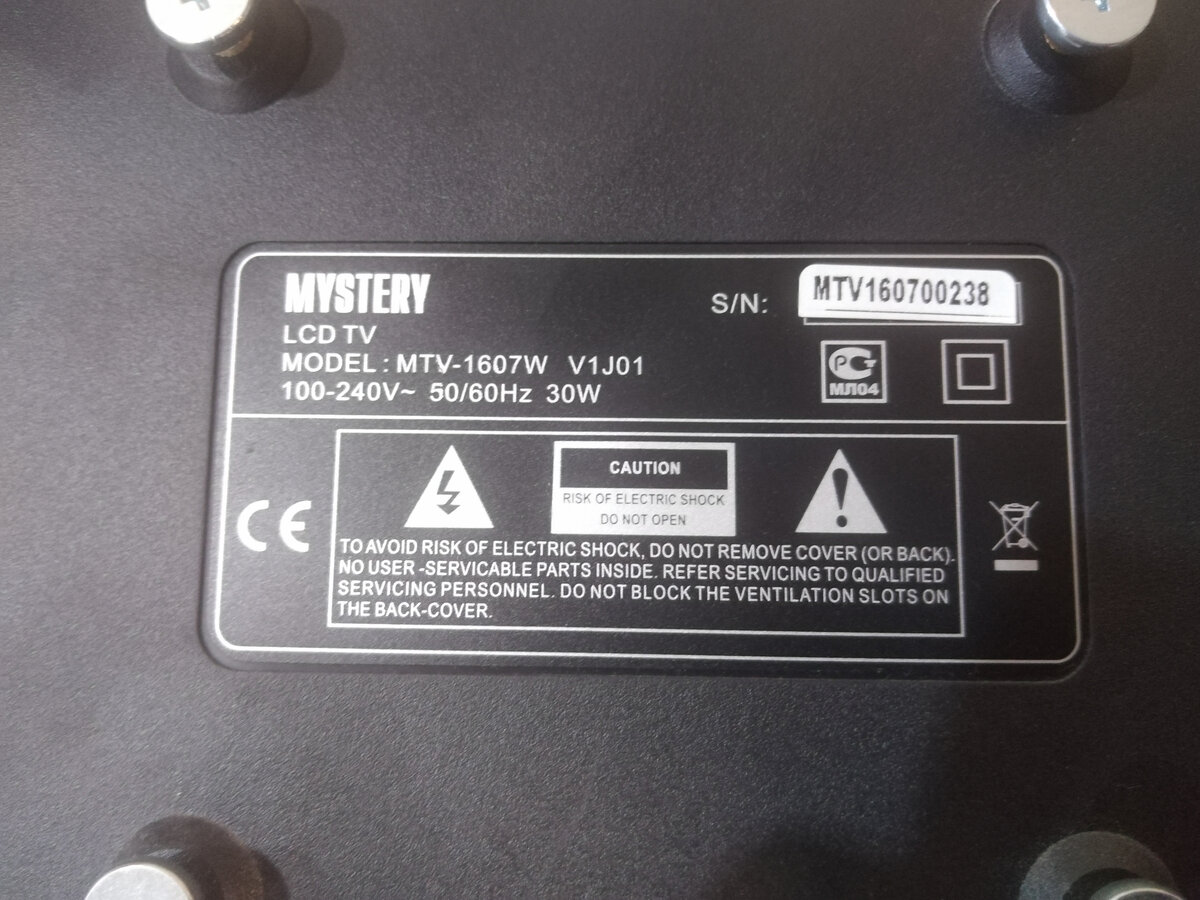 MYSTERY
LCD TV
MODEL : MTV-1607W V1J01
100-240V~ 50/60Hz 30W
S/N: MTV160700238
РСТ
МЛ04
CE
CAUTION
RISK OF ELECTRIC SHOCK
DO NOT OPEN
TO AVOID RISK OF ELECTRIC SHOCK, DO NOT REMOVE COVER (OR BACK).
NO USER -SERVICABLE PARTS INSIDE. REFER SERVICING TO QUALIFIED
SERVICING PERSONNEL. DO NOT BLOCK THE VENTILATION SLOTS ON
THE BACK-COVER.